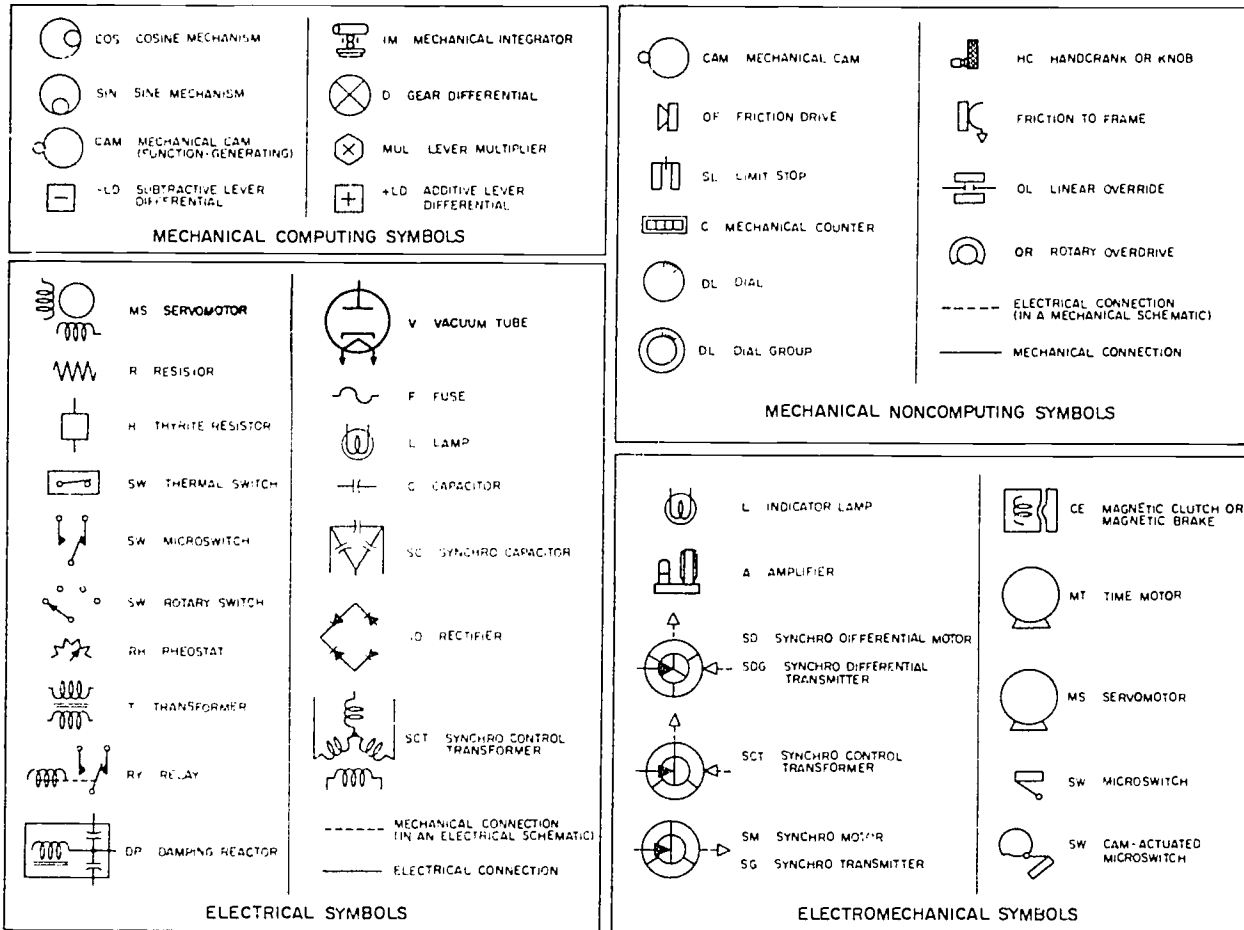 COS COSINE MECHANISM
SIN SINE MECHANISM
CAM MECHANICAL CAM
(FUNCTION-GENERATING)
-LD SUBTRACTIVE LEVER
DIFFERENTIAL
IM MECHANICAL INTEGRATOR
D GEAR DIFFERENTIAL
MUL LEVER MULTIPLIER
+LD ADDITIVE LEVER
DIFFERENTIAL
MECHANICAL COMPUTING SYMBOLS
CAM MECHANICAL CAM
OF FRICTION DRIVE
SL LIMIT STOP
C MECHANICAL COUNTER
DL DIAL
DL DIAL GROUP
HC HANDCRANK OR KNOB
FRICTION TO FRAME
OL LINEAR OVERRIDE
OR ROTARY OVERDRIVE
ELECTRICAL CONNECTION
(IN A MECHANICAL SCHEMATIC)
MECHANICAL CONNECTION
MECHANICAL NONCOMPUTING SYMBOLS
MS SERVOMOTOR
R RESISTOR
H THYRITE RESISTOR
SW THERMAL SWITCH
SW MICROSWITCH
SW ROTARY SWITCH
RH RHEOSTAT
T TRANSFORMER
RY RELAY
DP DAMPING REACTOR
V VACUUM TUBE
F FUSE
L LAMP
C CAPACITOR
SC SYNCHRO CAPACITOR
RECTIFIER
SCT SYNCHRO CONTROL
TRANSFORMER
MECHANICAL CONNECTION
(IN AN ELECTRICAL SCHEMATIC)
ELECTRICAL CONNECTION
ELECTRICAL SYMBOLS
L INDICATOR LAMP
A AMPLIFIER
SD SYNCHRO DIFFERENTIAL MOTOR
SDG SYNCHRO DIFFERENTIAL
TRANSMITTER
SCT SYNCHRO CONTROL
TRANSFORMER
SM SYNCHRO MOTOR
SG SYNCHRO TRANSMITTER
CE MAGNETIC CLUTCH OR
MAGNETIC BRAKE
MT TIME MOTOR
MS SERVOMOTOR
SW MICROSWITCH
SW CAM-ACTUATED
MICROSWITCH
ELECTROMECHANICAL SYMBOLS